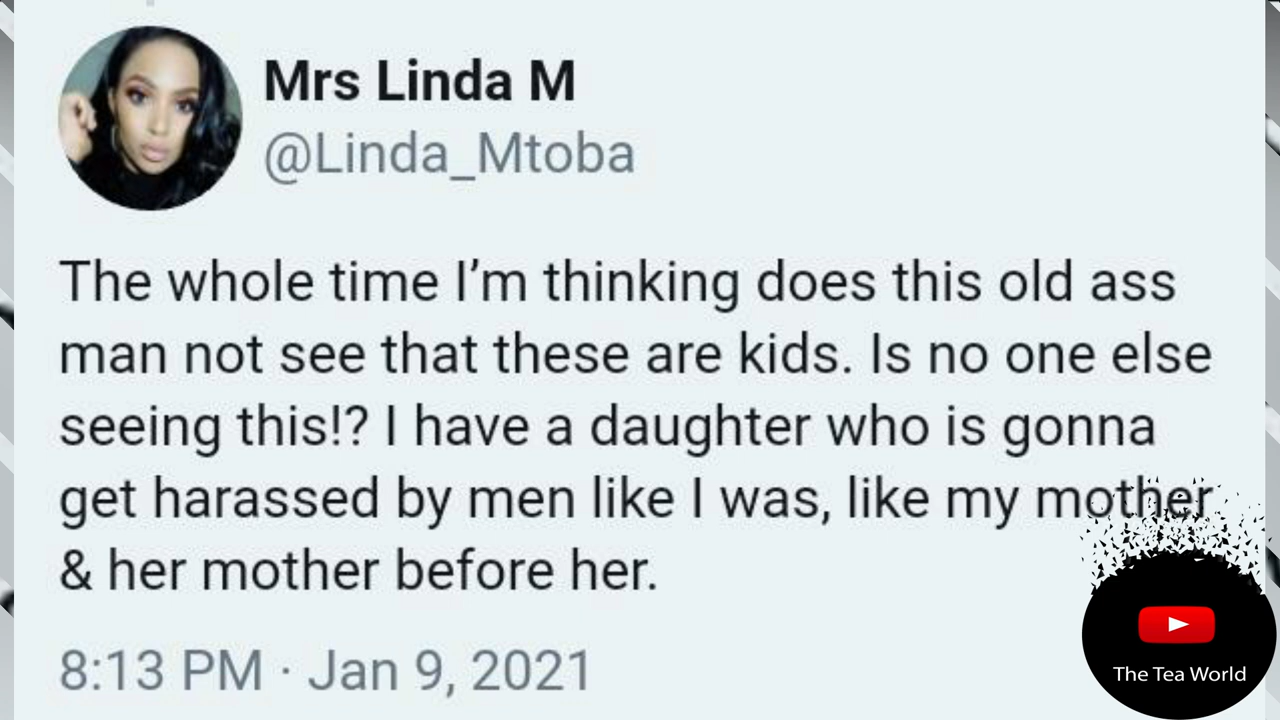 Mrs Linda M
@Linda_Mtoba
The whole time I’m thinking does this old ass
man not see that these are kids. Is no one else
seeing this!? I have a daughter who is gonna
get harassed by men like I was, like my mother
& her mother before her.
8:13 PM · Jan 9, 2021
The Tea World